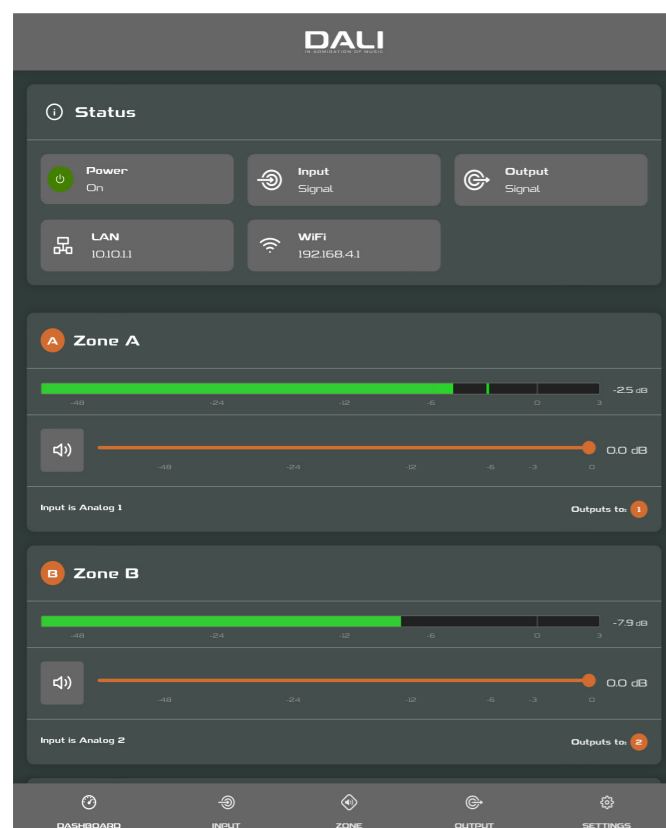 DALI
IN ADMIRATION OF MUSIC
Status
Power
On
Input
Signal
Output
Signal
LAN
10.10.1.1
WiFi
192.168.4.1
A Zone A
-2.5 dB
-48 -24 -12 -6 0 3
0.0 dB
-48 -24 -12 -6 -3 0
Input is Analog 1
Outputs to: 1
B Zone B
-7.9 dB
-48 -24 -12 -6 0 3
0.0 dB
-48 -24 -12 -6 -3 0
Input is Analog 2
Outputs to: 2
DASHBOARD INPUT ZONE OUTPUT SETTINGS